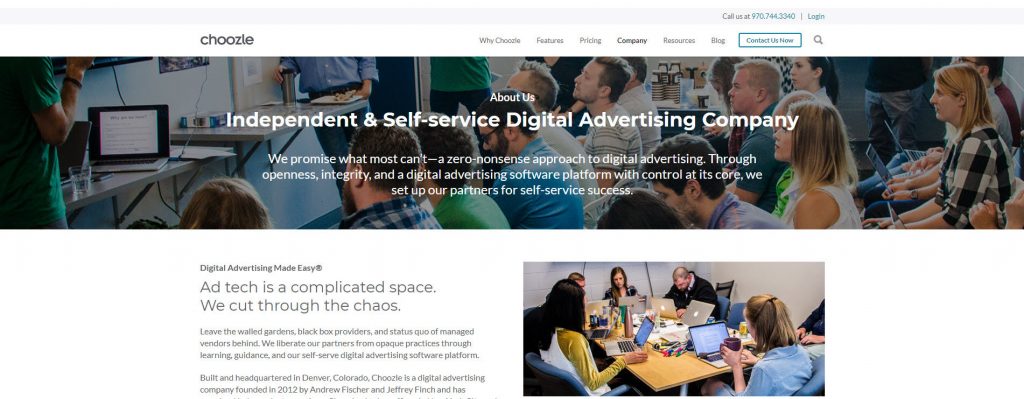 Call us at 970.744.3340 | Login
choozle Why Choozle Features Pricing Company Resources Blog Contact Us Now
About Us
Independent & Self-service Digital Advertising Company
We promise what most can't—a zero-nonsense approach to digital advertising. Through
openness, integrity, and a digital advertising software platform with control at its core, we
set up our partners for self-service success.
Digital Advertising Made Easy®
Ad tech is a complicated space.
We cut through the chaos.
Leave the walled gardens, black box providers, and status quo of managed
vendors behind. We liberate our partners from opaque practices through
learning, guidance, and our self-serve digital advertising software platform.
Built and headquartered in Denver, Colorado, Choozle is a digital advertising
company founded in 2012 by Andrew Fischer and Jeffrey Finch and has